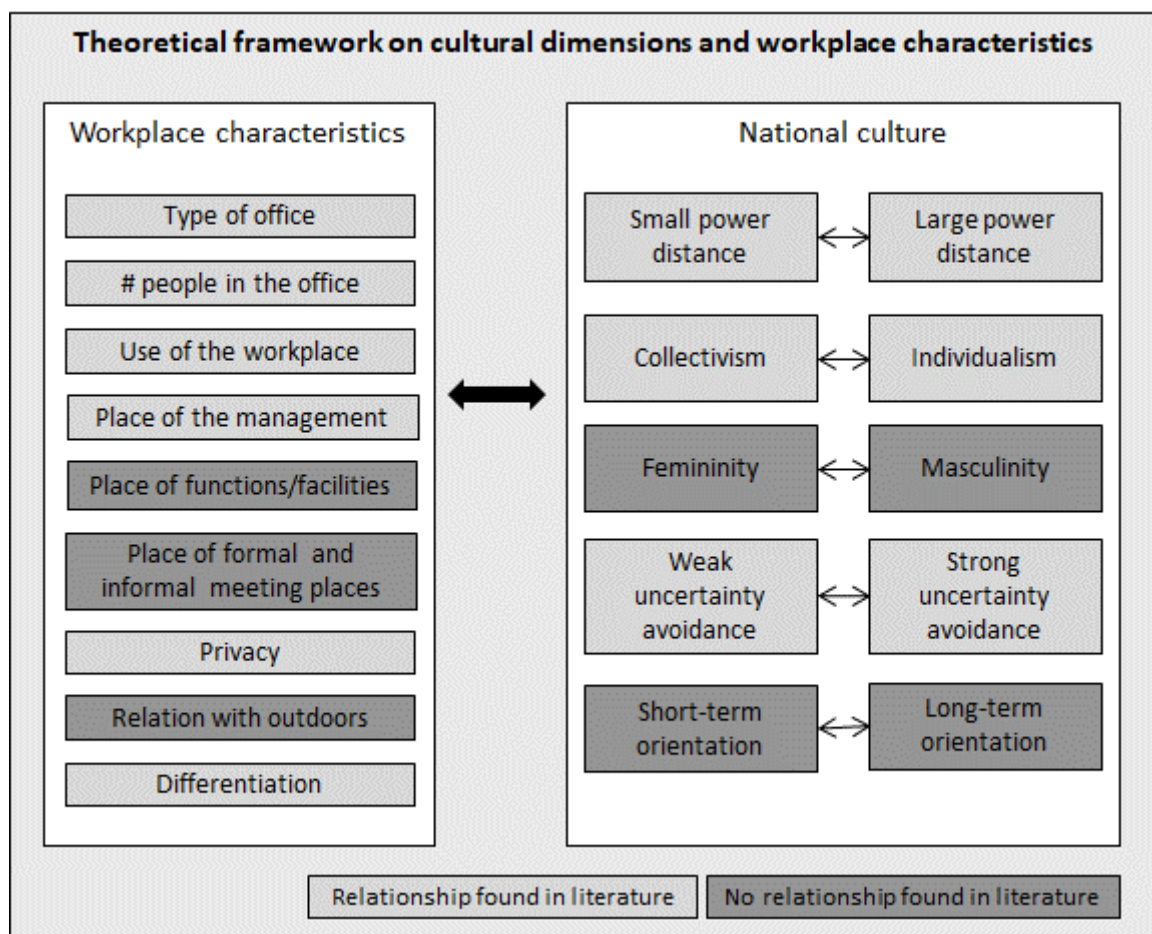 Theoretical framework on cultural dimensions and workplace characteristics
Workplace characteristics
Type of office
# people in the office
Use of the workplace
Place of the management
Place of functions/facilities
Place of formal and
informal meeting places
Privacy
Relation with outdoors
Differentiation
National culture
Small power
distance
Large power
distance
Collectivism
Individualism
Femininity
Masculinity
Weak
uncertainty
avoidance
Strong
uncertainty
avoidance
Short-term
orientation
Long-term
orientation
Relationship found in literature
No relationship found in literature